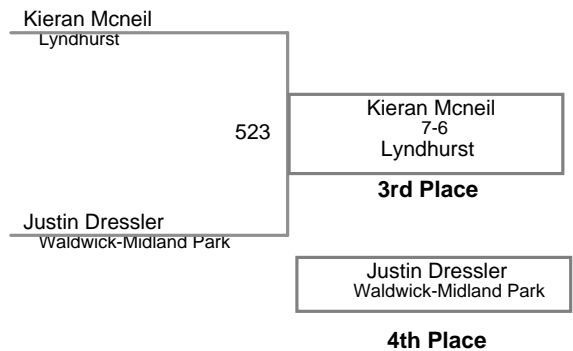 Kieran Mcneil
Lyndhurst
523
Kieran Mcneil
7-6
Lyndhurst
3rd Place
Justin Dressler
Waldwick-Midland Park
Justin Dressler
Waldwick-Midland Park
4th Place